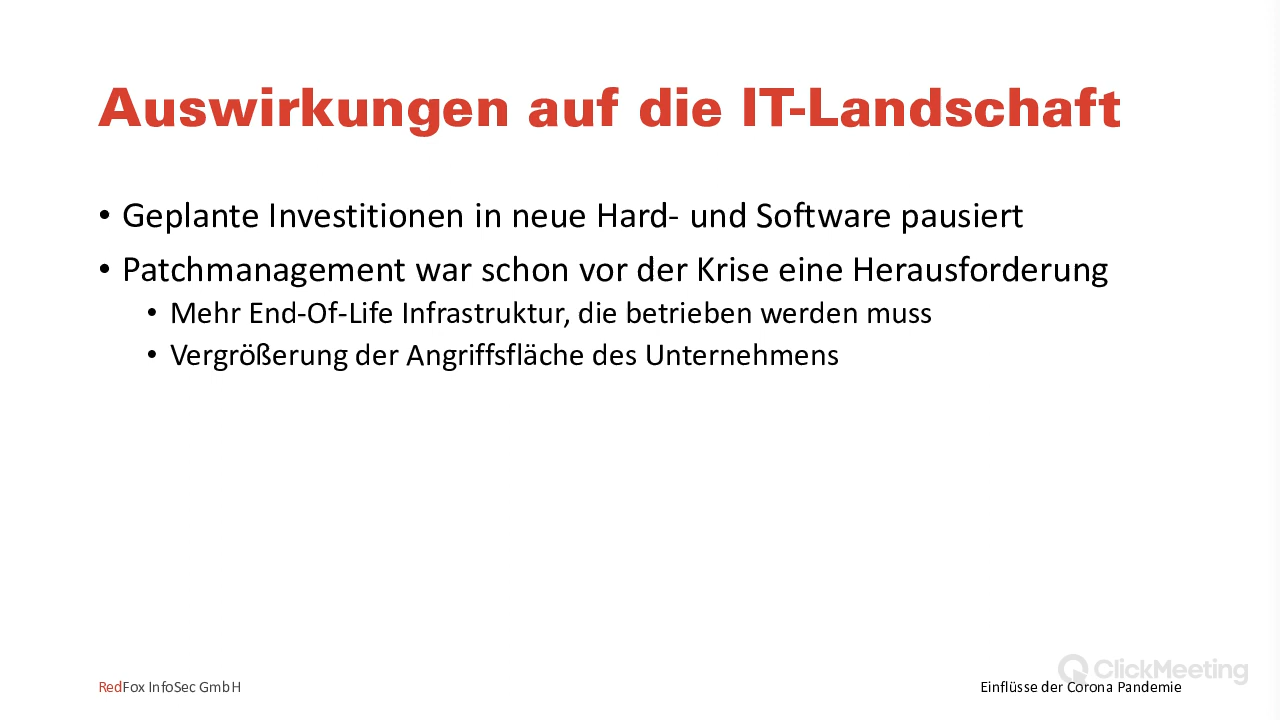 Auswirkungen auf die IT-Landschaft
• Geplante Investitionen in neue Hard- und Software pausiert
• Patchmanagement war schon vor der Krise eine Herausforderung
• Mehr End-Of-Life Infrastruktur, die betrieben werden muss
• Vergrößerung der Angriffsfläche des Unternehmens
ClickMeeting
RedFox InfoSec GmbH
Einflüsse der Corona Pandemie